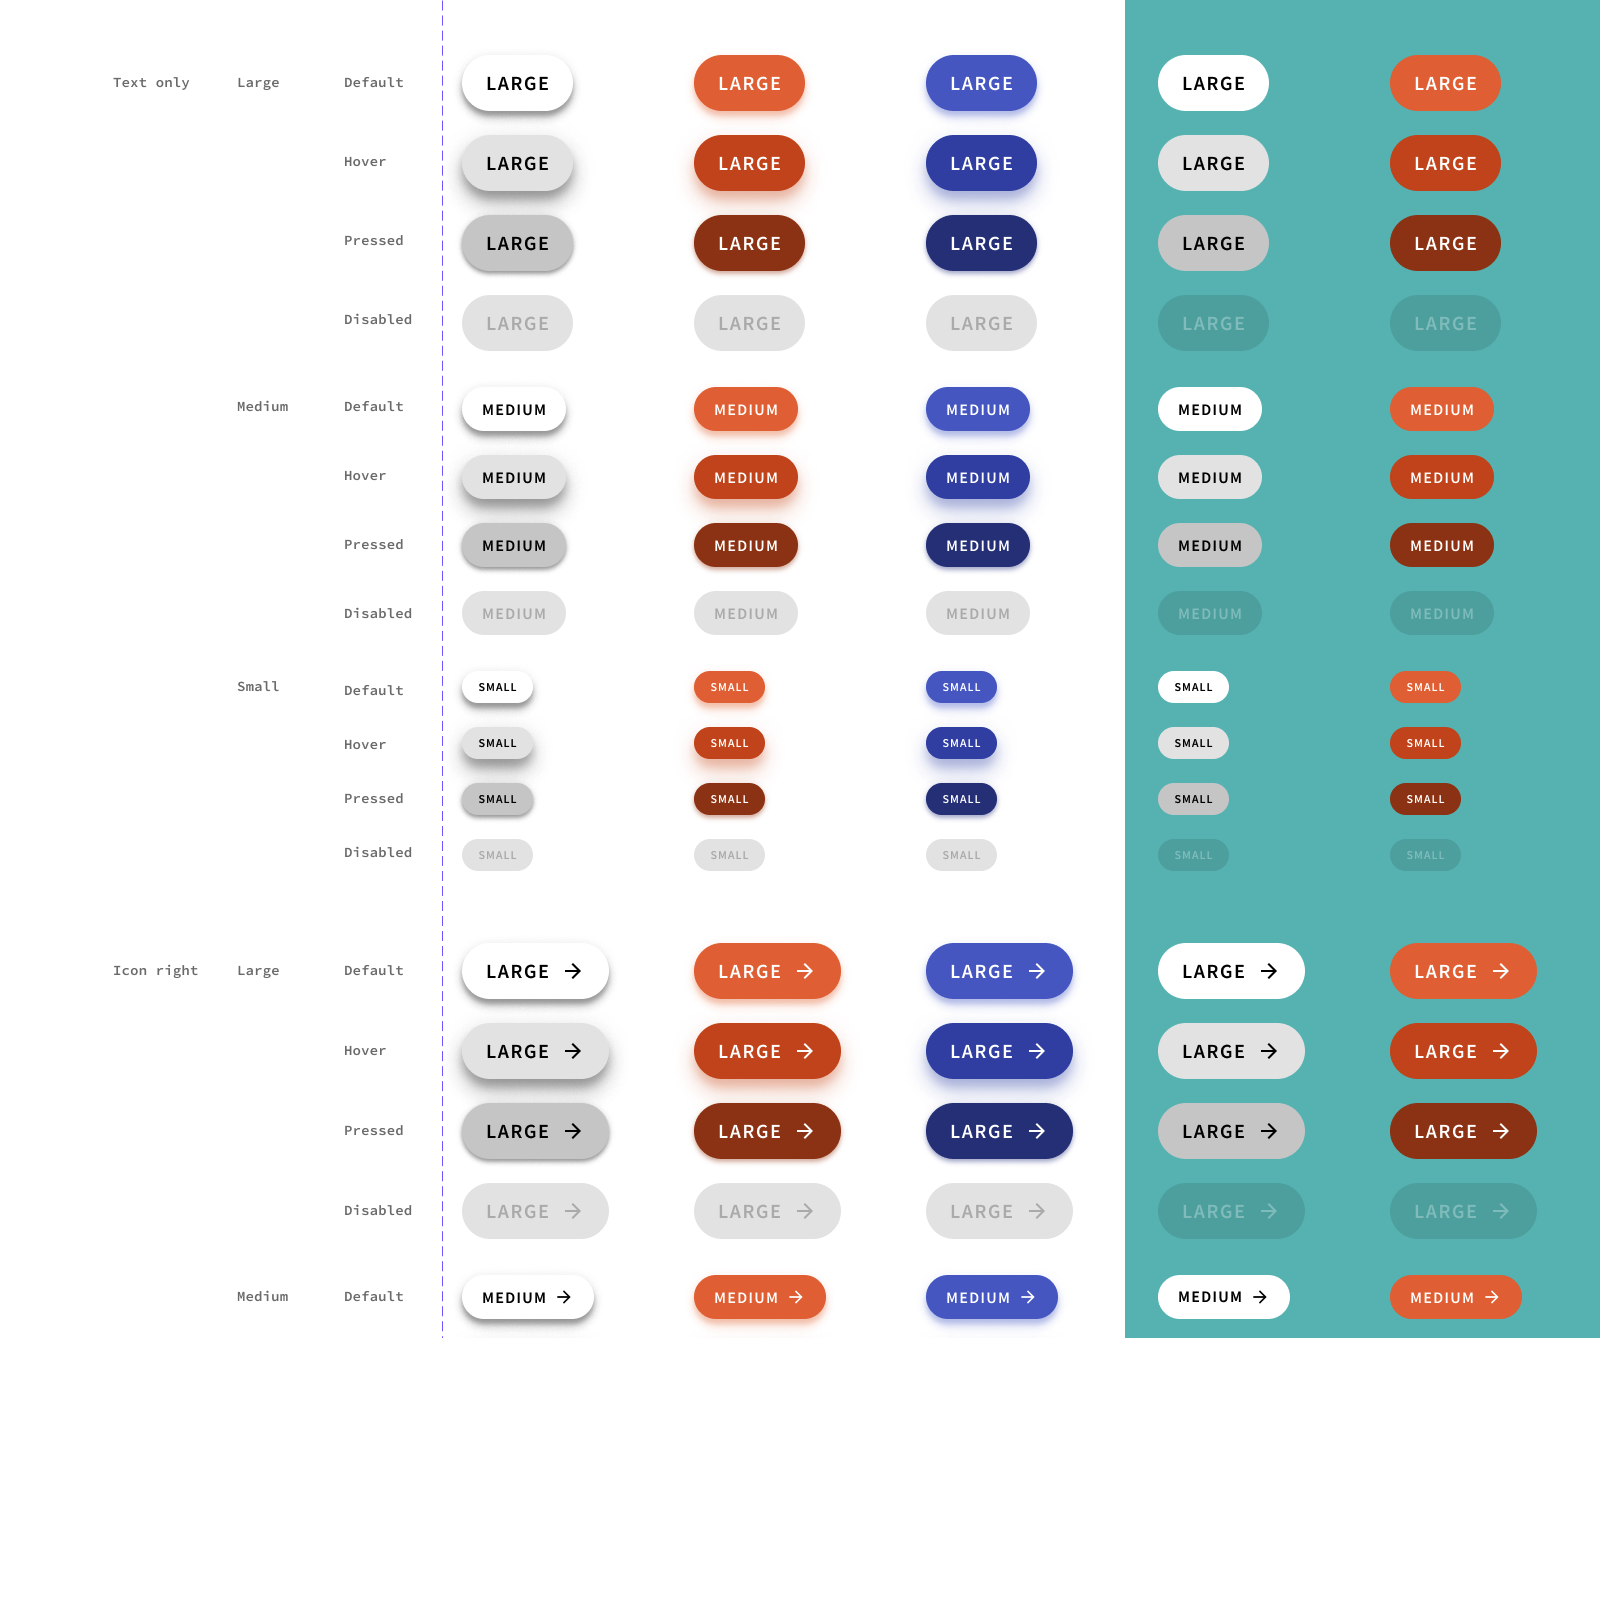 Text only Large Default LARGE LARGE LARGE LARGE LARGE
Hover LARGE LARGE LARGE LARGE LARGE
Pressed LARGE LARGE LARGE LARGE LARGE
Disabled LARGE LARGE LARGE LARGE LARGE
Medium Default MEDIUM MEDIUM MEDIUM MEDIUM MEDIUM
Hover MEDIUM MEDIUM MEDIUM MEDIUM MEDIUM
Pressed MEDIUM MEDIUM MEDIUM MEDIUM MEDIUM
Disabled MEDIUM MEDIUM MEDIUM MEDIUM MEDIUM
Small Default SMALL SMALL SMALL SMALL SMALL
Hover SMALL SMALL SMALL SMALL SMALL
Pressed SMALL SMALL SMALL SMALL SMALL
Disabled SMALL SMALL SMALL SMALL SMALL
Icon right Large Default LARGE → LARGE → LARGE → LARGE → LARGE →
Hover LARGE → LARGE → LARGE → LARGE → LARGE →
Pressed LARGE → LARGE → LARGE → LARGE → LARGE →
Disabled LARGE → LARGE → LARGE → LARGE → LARGE →
Medium Default MEDIUM → MEDIUM → MEDIUM → MEDIUM → MEDIUM →